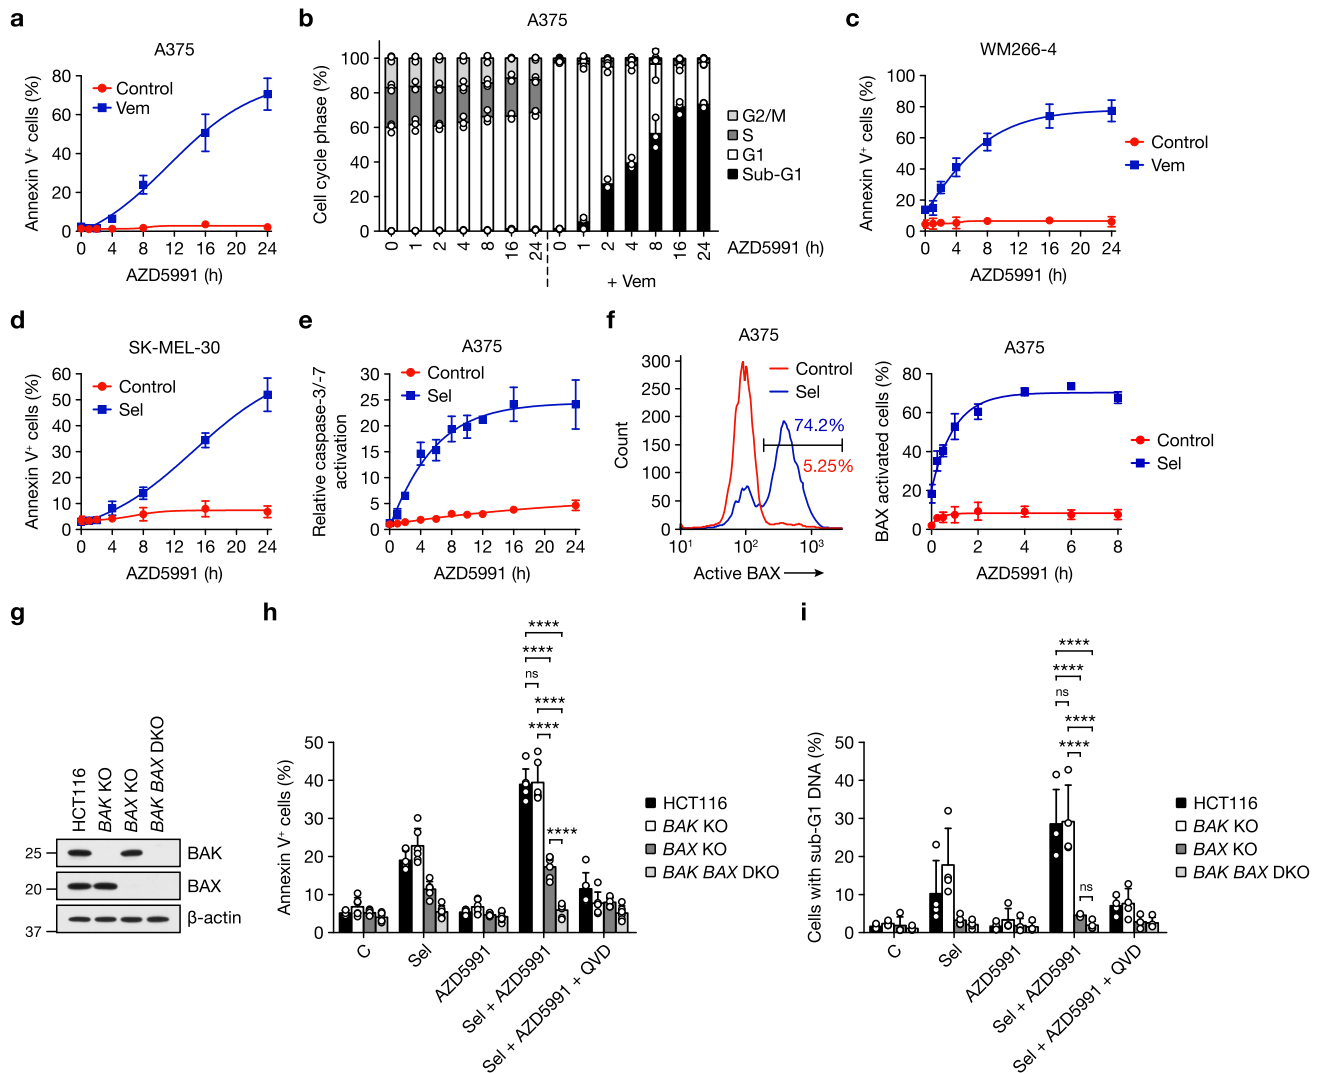 a
A375
Annexin V⁺ cells (%)
80
60
40
20
0
Control
Vem
0 4 8 12 16 20 24
AZD5991 (h)
b
A375
Cell cycle phase (%)
100
80
60
40
20
0
G2/M
S
G1
Sub-G1
0 1 2 4 8 16 24 0 1 2 4 8 16 24
AZD5991 (h)
+ Vem
c
WM266-4
Annexin V⁺ cells (%)
100
80
60
40
20
0
Control
Vem
0 4 8 12 16 20 24
AZD5991 (h)
d
SK-MEL-30
Annexin V⁺ cells (%)
60
50
40
30
20
10
0
Control
Sel
0 4 8 12 16 20 24
AZD5991 (h)
e
A375
Relative caspase-3/-7
activation
30
25
20
15
10
5
0
Control
Sel
0 4 8 12 16 20 24
AZD5991 (h)
f
A375
Count
300
250
200
150
100
50
0
Control
Sel
74.2%
5.25%
10¹ 10² 10³
Active BAX
A375
BAX activated cells (%)
80
60
40
20
0
Control
Sel
0 2 4 6 8
AZD5991 (h)
g
HCT116
BAK KO
BAX KO
BAK BAX DKO
25
BAK
20
BAX
β-actin
37
h
Annexin V⁺ cells (%)
50
40
30
20
10
0
****
****
ns
****
****
****
HCT116
BAK KO
BAX KO
BAK BAX DKO
C
Sel
AZD5991
Sel + AZD5991
Sel + AZD5991 + QVD
i
Cells with sub-G1 DNA (%)
50
40
30
20
10
0
****
****
ns
****
****
ns
HCT116
BAK KO
BAX KO
BAK BAX DKO
C
Sel
AZD5991
Sel + AZD5991
Sel + AZD5991 + QVD